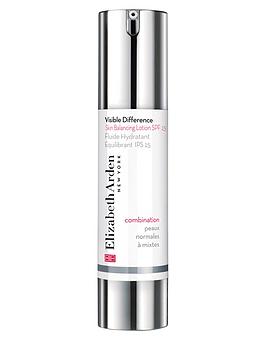 Visible Difference
Skin Balancing Lotion SPF 15
Fluide Hydratant
Équilibrant IPS 15
Elizabeth Arden
NEW YORK
combination
peaux
normales
à mixtes